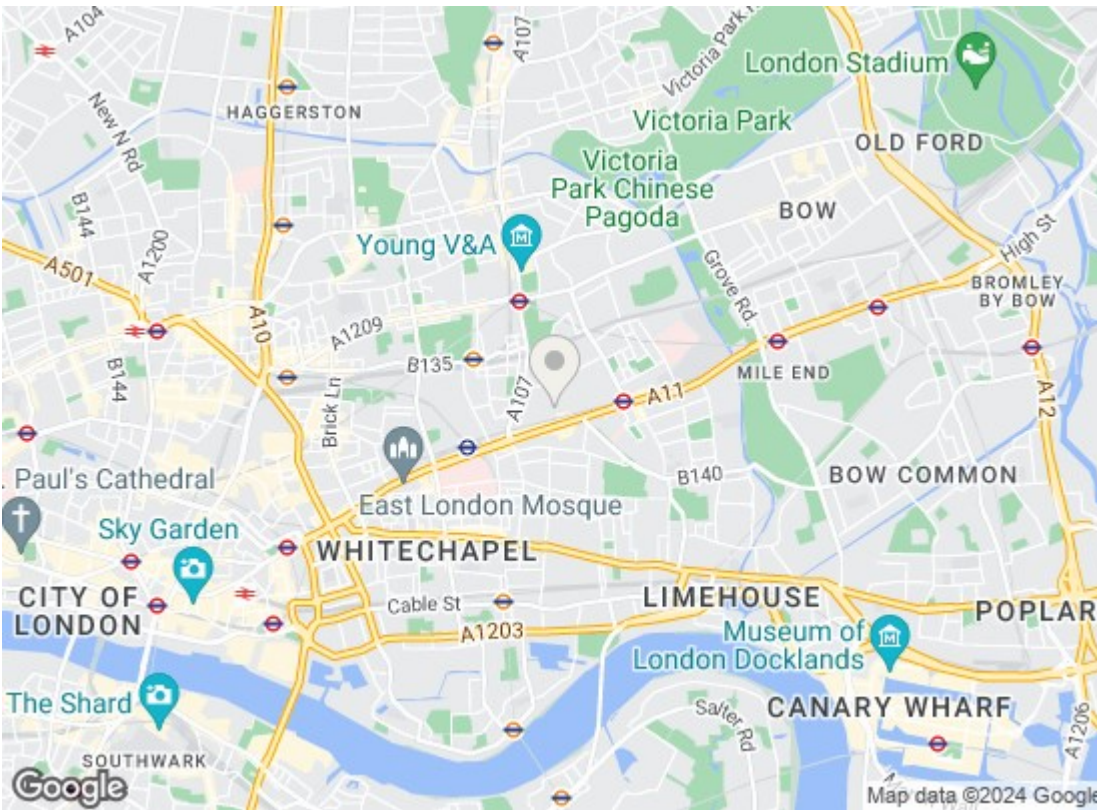 A104
A107
Victoria Park
London Stadium
HAGGERSTON
New N Rd
Victoria Park
OLD FORD
Victoria
Park Chinese
Pagoda
B144
A1200
BOW
Young V&A
Grove Rd
High St
A501
BROMLEY
BY BOW
A10
A1209
B135
B144
MILE END
A12
Brick Ln
A107
A11
. Paul's Cathedral
B140
BOW COMMON
East London Mosque
Sky Garden
WHITECHAPEL
CITY OF
LONDON
Cable St
LIMEHOUSE
POPLAR
A1203
Museum of
London Docklands
The Shard
Salter Rd
CANARY WHARF
A1206
SOUTHWARK
Google
Map data ©2024 Google